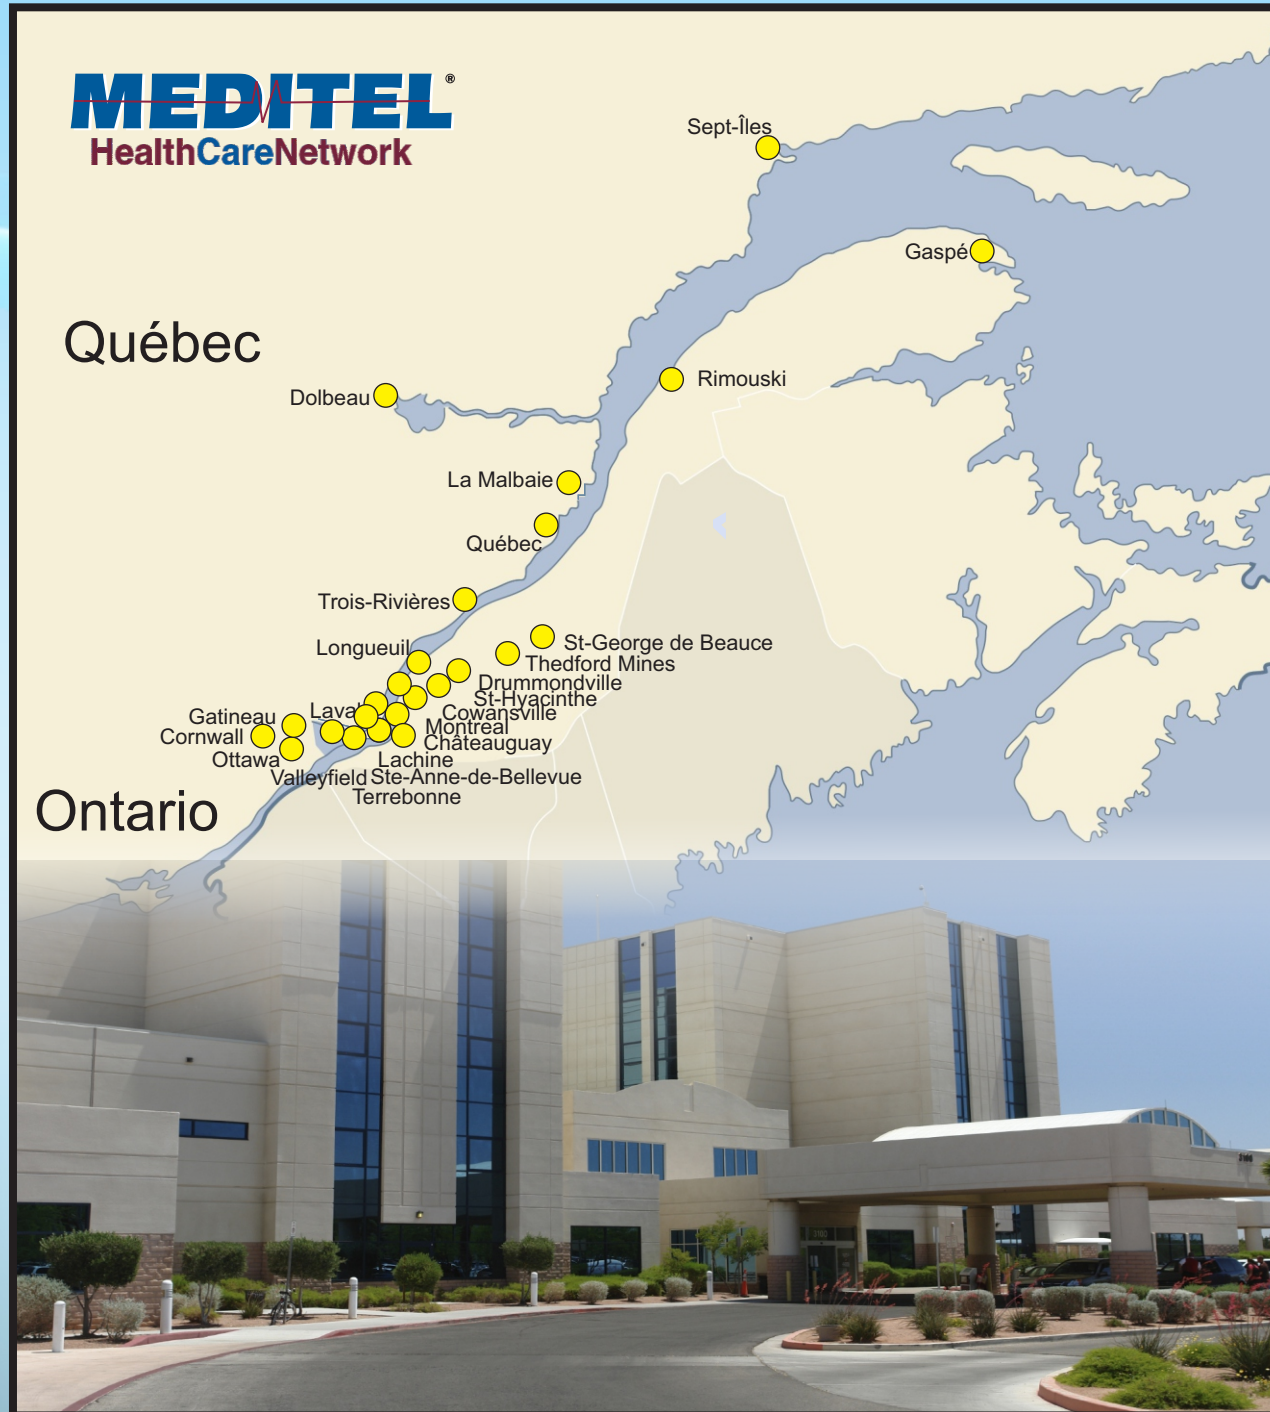 MEDITEL®
HealthCareNetwork
Sept-Îles
Gaspé
Québec
Rimouski
Dolbeau
La Malbaie
Québec
Trois-Rivières
St-George de Beauce
Longueuil
Thedford Mines
Drummondville
St-Hyacinthe
Laval
Cowansville
Gatineau
Montreal
Cornwall
Châteauguay
Ottawa
Lachine
Valleyfield
Ste-Anne-de-Bellevue
Terrebonne
Ontario